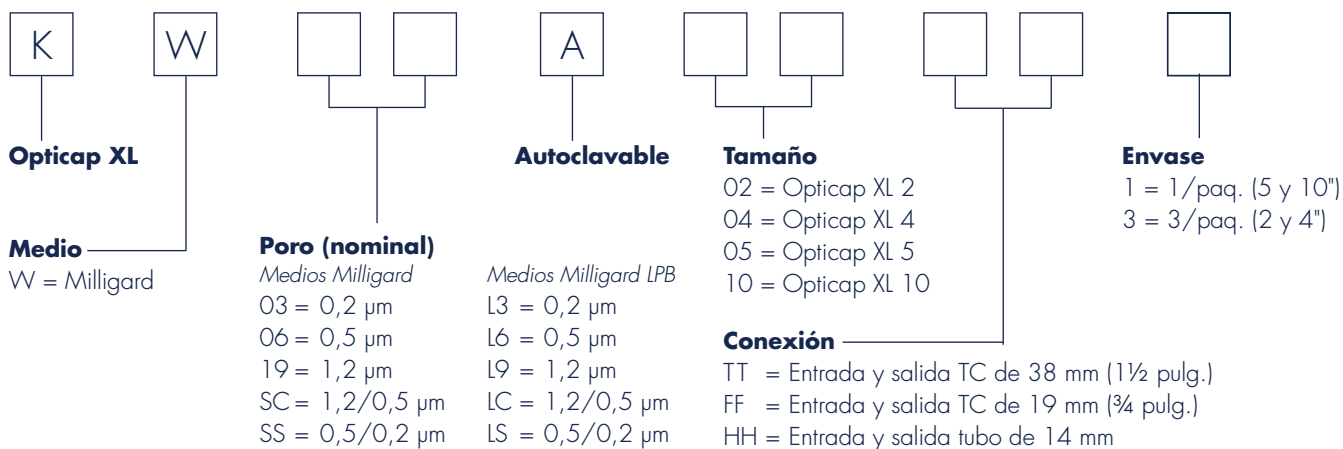 K W A
Opticap XL
Medio
W = Milligard
Poro (nominal)
Medios Milligard
03 = 0,2 µm
06 = 0,5 µm
19 = 1,2 µm
SC = 1,2/0,5 µm
SS = 0,5/0,2 µm
Autoclavable
Medios Milligard LPB
L3 = 0,2 µm
L6 = 0,5 µm
L9 = 1,2 µm
LC = 1,2/0,5 µm
LS = 0,5/0,2 µm
Tamaño
02 = Opticap XL 2
04 = Opticap XL 4
05 = Opticap XL 5
10 = Opticap XL 10
Conexión
TT = Entrada y salida TC de 38 mm (1½ pulg.)
FF = Entrada y salida TC de 19 mm (¾ pulg.)
HH = Entrada y salida tubo de 14 mm
Envase
1 = 1/paq. (5 y 10")
3 = 3/paq. (2 y 4")